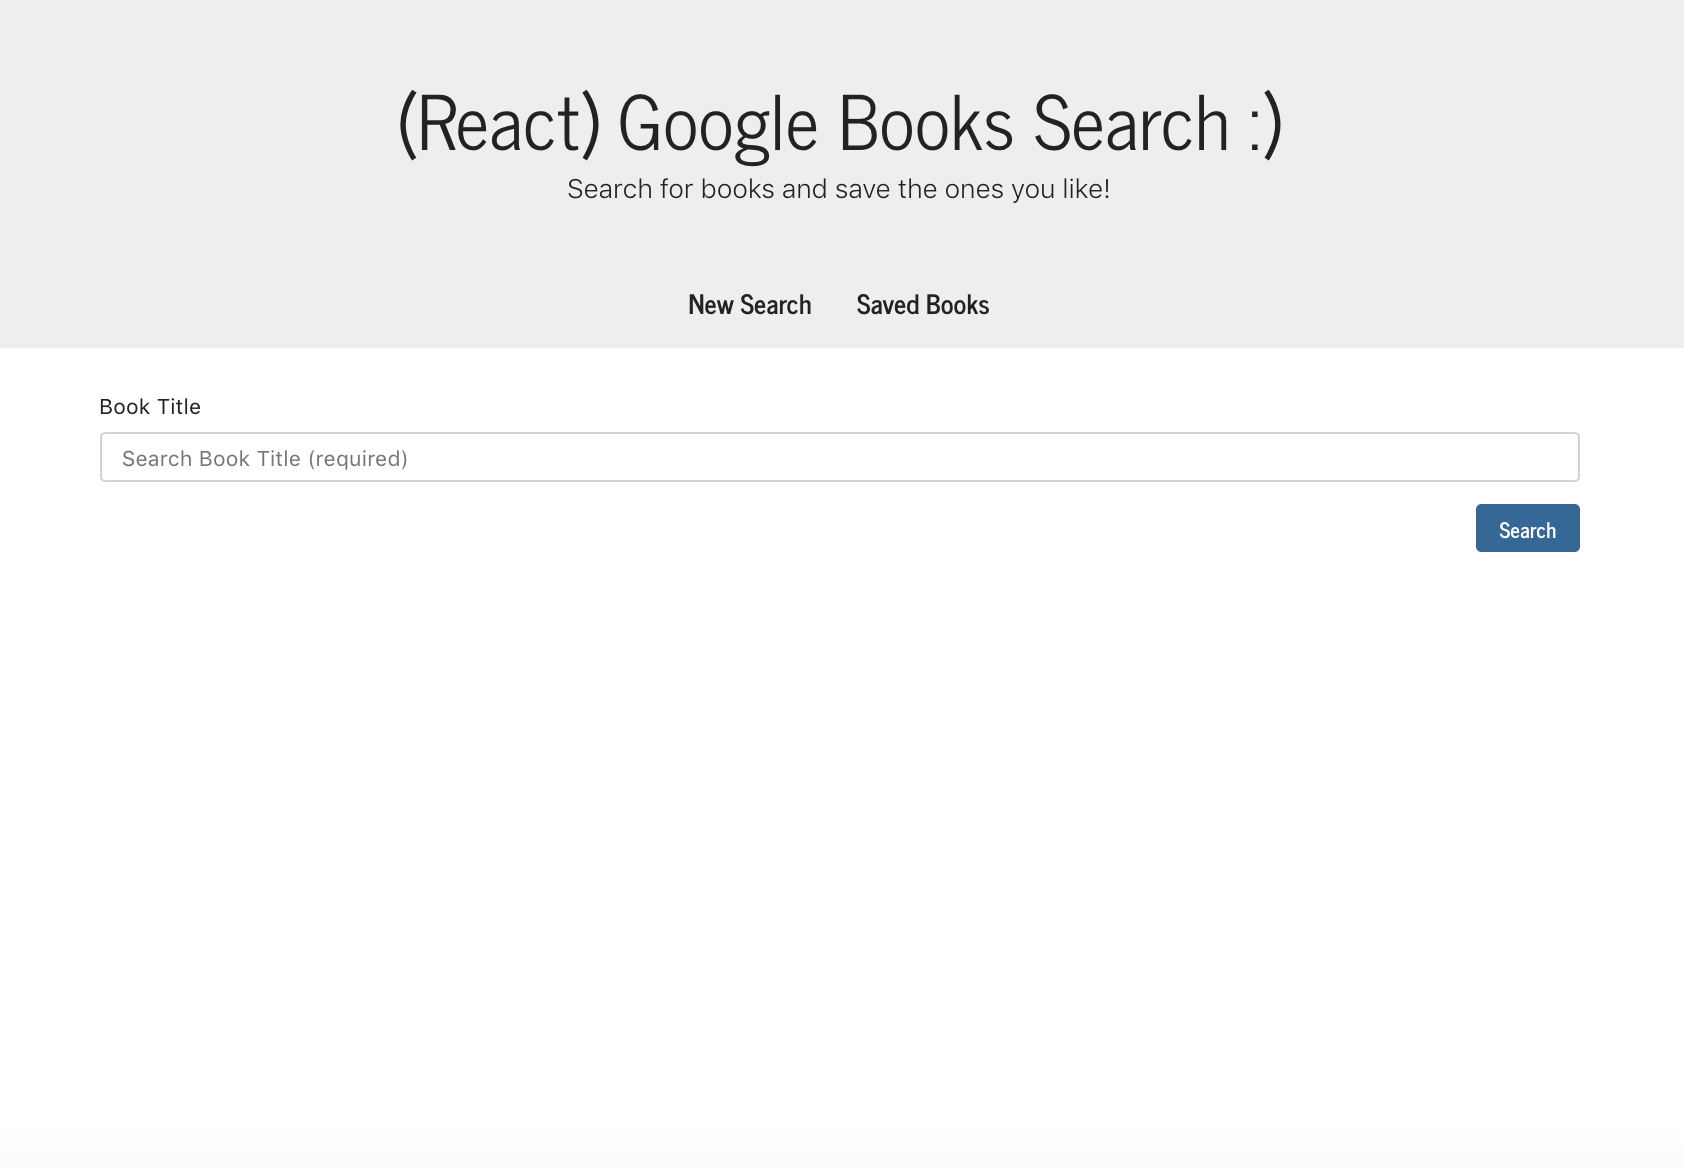 (React) Google Books Search :)
Search for books and save the ones you like!
New Search Saved Books
Book Title
Search Book Title (required)
Search